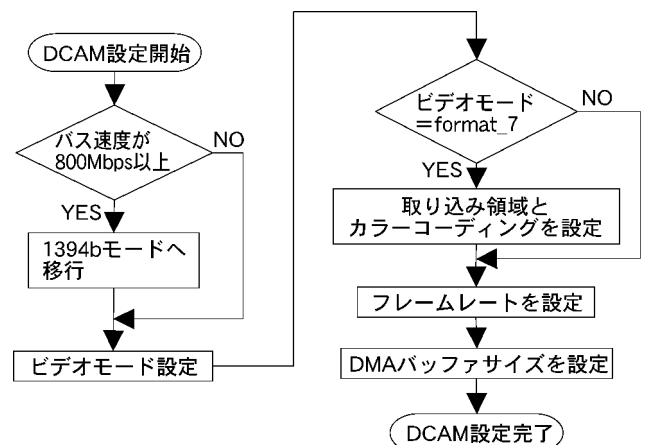 DCAM設定開始
バス速度が
800Mbps以上
NO
YES
1394bモードへ
移行
ビデオモード設定
ビデオモード
=format_7
NO
YES
取り込み領域と
カラーコーディングを設定
フレームレートを設定
DMAバッファサイズを設定
DCAM設定完了